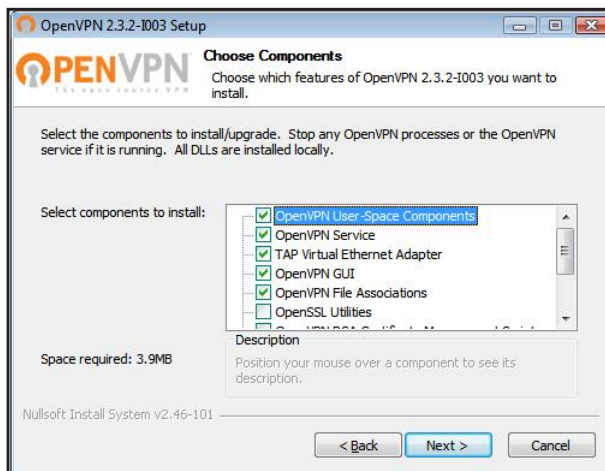 OpenVPN 2.3.2-I003 Setup
OPENVPN
The open source VPN
Choose Components
Choose which features of OpenVPN 2.3.2-I003 you want to
install.
Select the components to install/upgrade. Stop any OpenVPN processes or the OpenVPN
service if it is running. All DLLs are installed locally.
Select components to install:
OpenVPN User-Space Components
OpenVPN Service
TAP Virtual Ethernet Adapter
OpenVPN GUI
OpenVPN File Associations
OpenSSL Utilities
Space required: 3.9MB
Description
Position your mouse over a component to see its
description.
Nullsoft Install System v2.46-101
< Back
Next >
Cancel